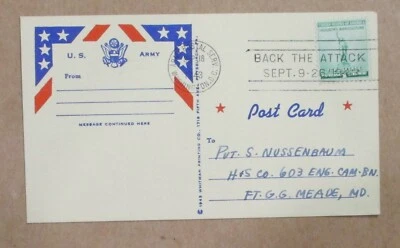 U. S. ARMY
From
MESSAGE CONTINUED HERE
BACK THE ATTACK
SEPT. 9-26, 1943
Post Card
To
PVT. S. NUSSENBAUM
H+S CO. 603 ENG. CAM. BN.
FT. G. G. MEADE, MD.